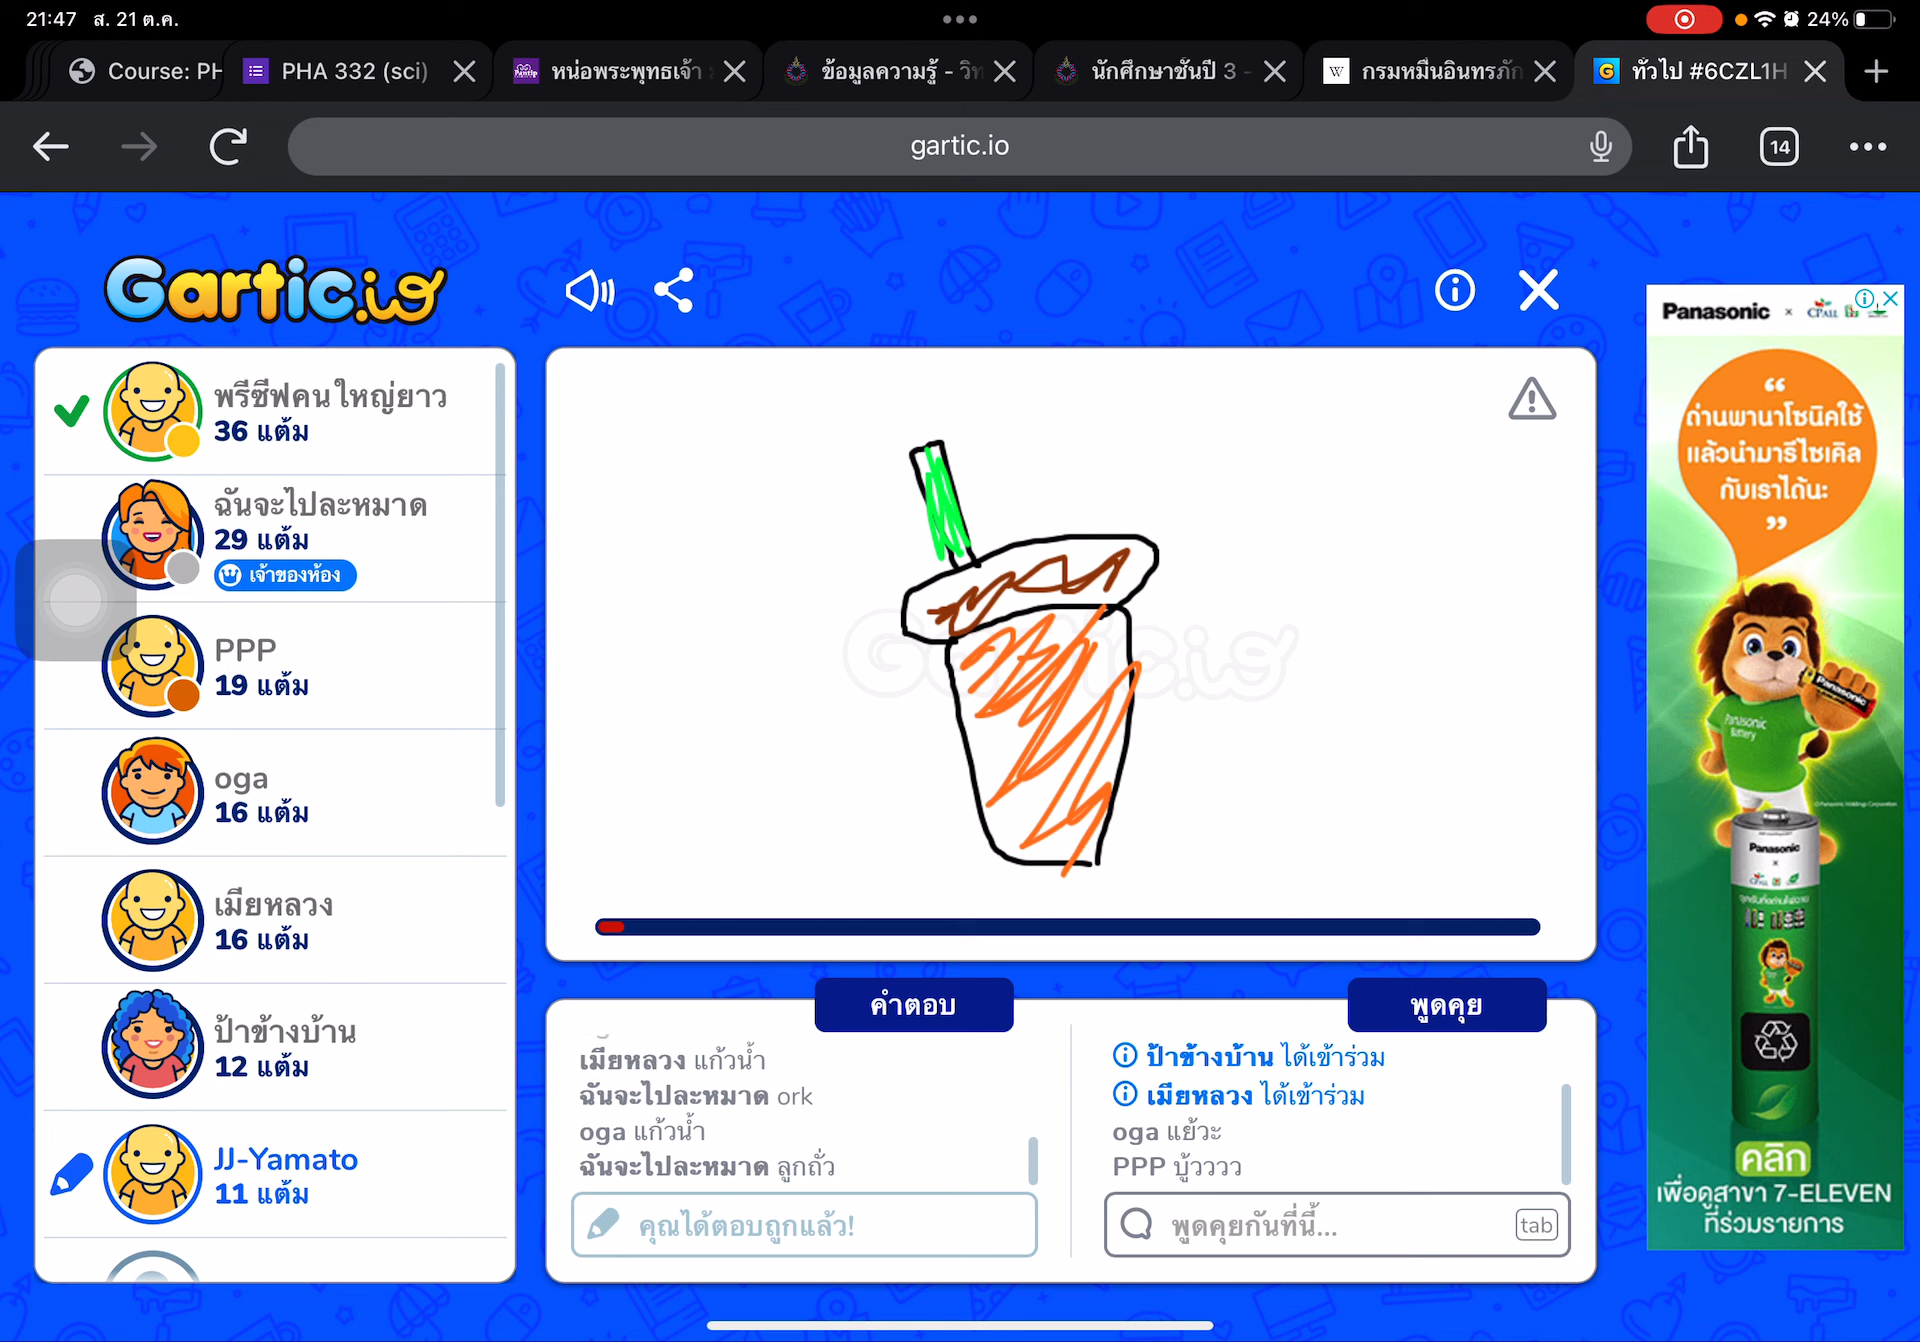 21:47 ส. 21 ต.ค.
24%
Course: PH
PHA 332 (sci)
หน่อพระพุทธเจ้า
ข้อมูลความรู้ - วิท
นักศึกษาชั้นปี 3 -
กรมหมื่นอินทรภัก
ทั่วไป #6CZL1H
gartic.io
14
Gartic.io
พรีซีฟคนใหญ่ยาว
36 แต้ม
ฉันจะไปละหมาด
29 แต้ม
เจ้าของห้อง
PPP
19 แต้ม
oga
16 แต้ม
เมียหลวง
16 แต้ม
ป้าข้างบ้าน
12 แต้ม
JJ-Yamato
11 แต้ม
Gartic.io
คำตอบ
เมียหลวง แก้วน้ำ
ฉันจะไปละหมาด ork
oga แก้วน้ำ
ฉันจะไปละหมาด ลูกถั่ว
คุณได้ตอบถูกแล้ว!
พูดคุย
ป้าข้างบ้าน ได้เข้าร่วม
เมียหลวง ได้เข้าร่วม
oga แย้วะ
PPP บู้วววว
พูดคุยกันที่นี้...
tab
Panasonic × CPALL
“
ถ่านพานาโซนิคใช้
แล้วนำมารีไซเคิล
กับเราได้นะ
”
Panasonic
Panasonic
Battery
Panasonic
×
คลิก
เพื่อดูสาขา 7-ELEVEN
ที่ร่วมรายการ